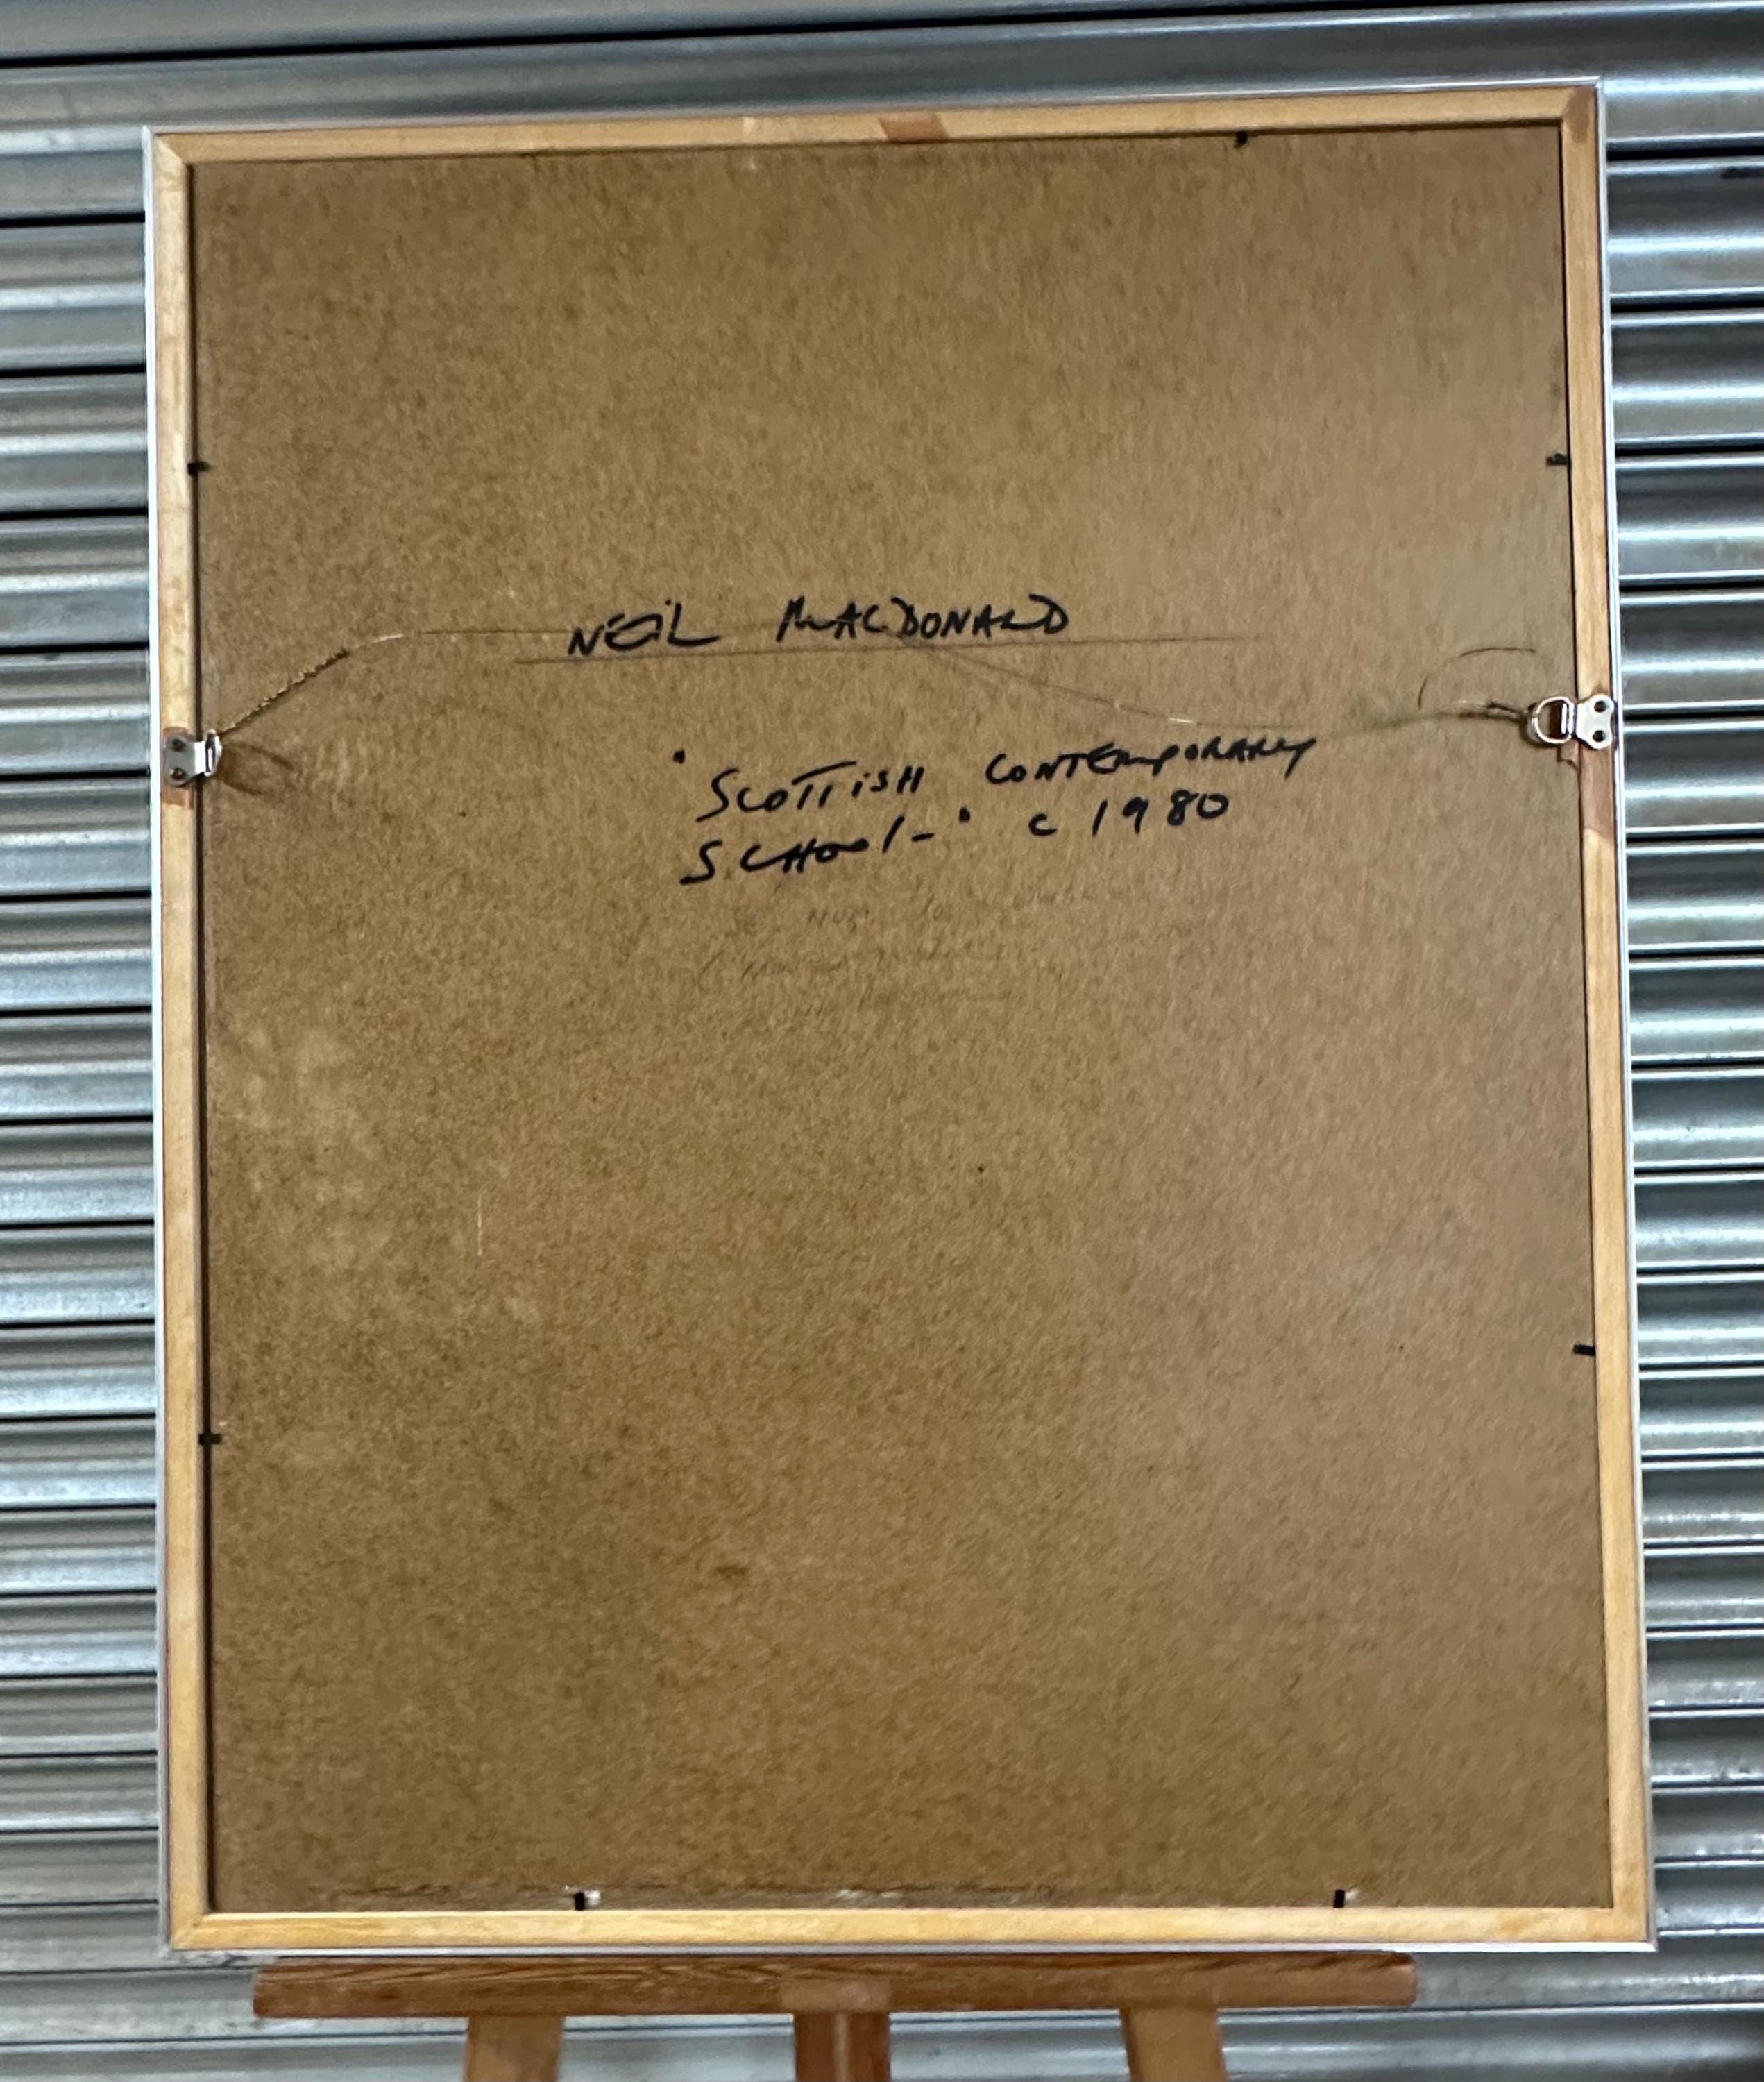 NEIL MACDONALD
"SCOTTISH CONTEMPORARY
SCHOOL-" c 1980